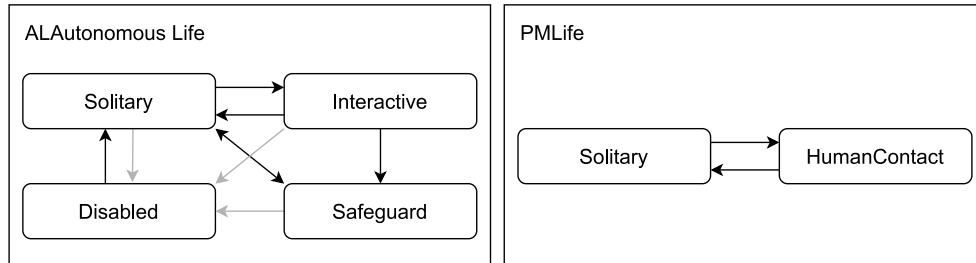 ALAutonomous Life
Solitary
Interactive
Disabled
Safeguard
PMLife
Solitary
HumanContact